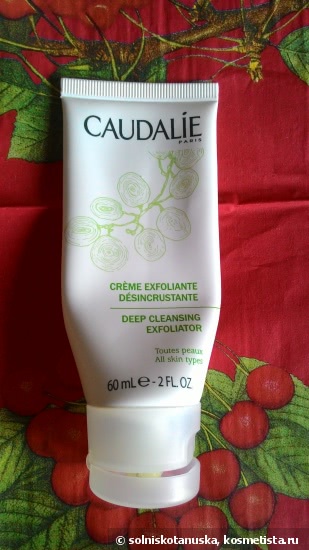 CAUDALÍE
PARIS
CRÈME EXFOLIANTE
DÉSINCRUSTANTE
DEEP CLEANSING
EXFOLIATOR
Toutes peaux
All skin types
60 mL ℮ - 2 FL.OZ
© solniskotanuska, kosmetista.ru